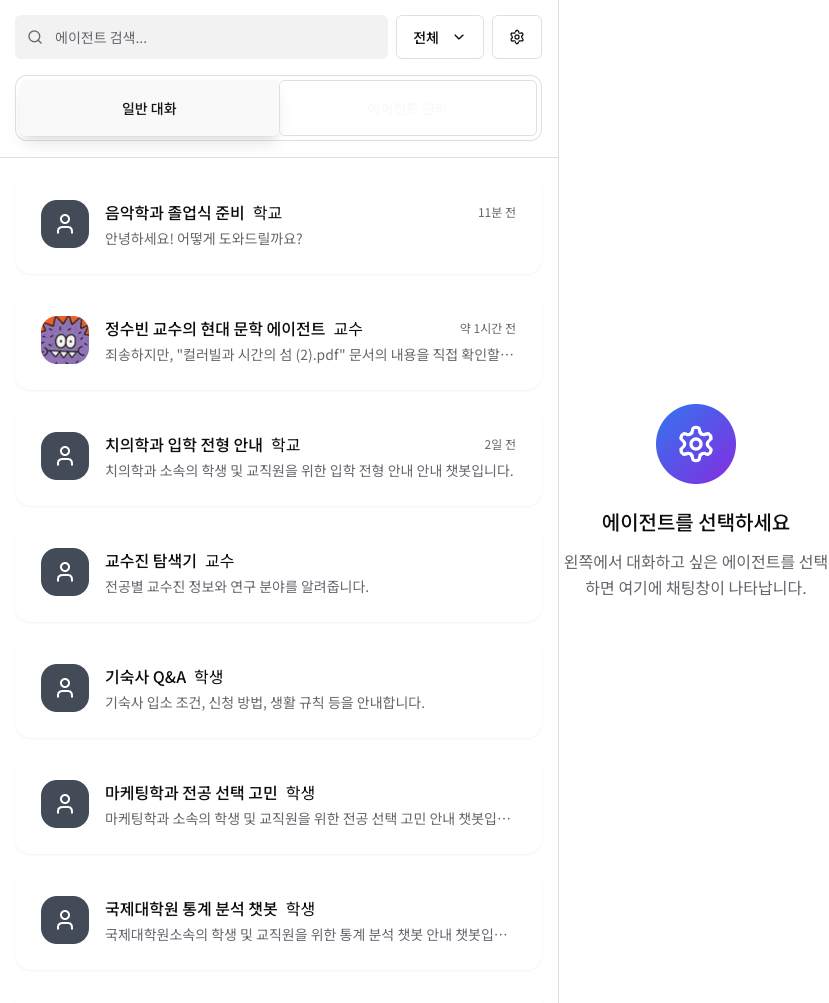 에이전트 검색...
전체
일반 대화
에이전트 관리
음악학과 졸업식 준비 학교
11분 전
안녕하세요! 어떻게 도와드릴까요?
정수빈 교수의 현대 문학 에이전트 교수
약 1시간 전
죄송하지만, "컬러빌과 시간의 섬 (2).pdf" 문서의 내용을 직접 확인할…
치의학과 입학 전형 안내 학교
2일 전
치의학과 소속의 학생 및 교직원을 위한 입학 전형 안내 안내 챗봇입니다.
교수진 탐색기 교수
전공별 교수진 정보와 연구 분야를 알려줍니다.
기숙사 Q&A 학생
기숙사 입소 조건, 신청 방법, 생활 규칙 등을 안내합니다.
마케팅학과 전공 선택 고민 학생
마케팅학과 소속의 학생 및 교직원을 위한 전공 선택 고민 안내 챗봇입…
국제대학원 통계 분석 챗봇 학생
국제대학원소속의 학생 및 교직원을 위한 통계 분석 챗봇 안내 챗봇입…
에이전트를 선택하세요
왼쪽에서 대화하고 싶은 에이전트를 선택
하면 여기에 채팅창이 나타납니다.